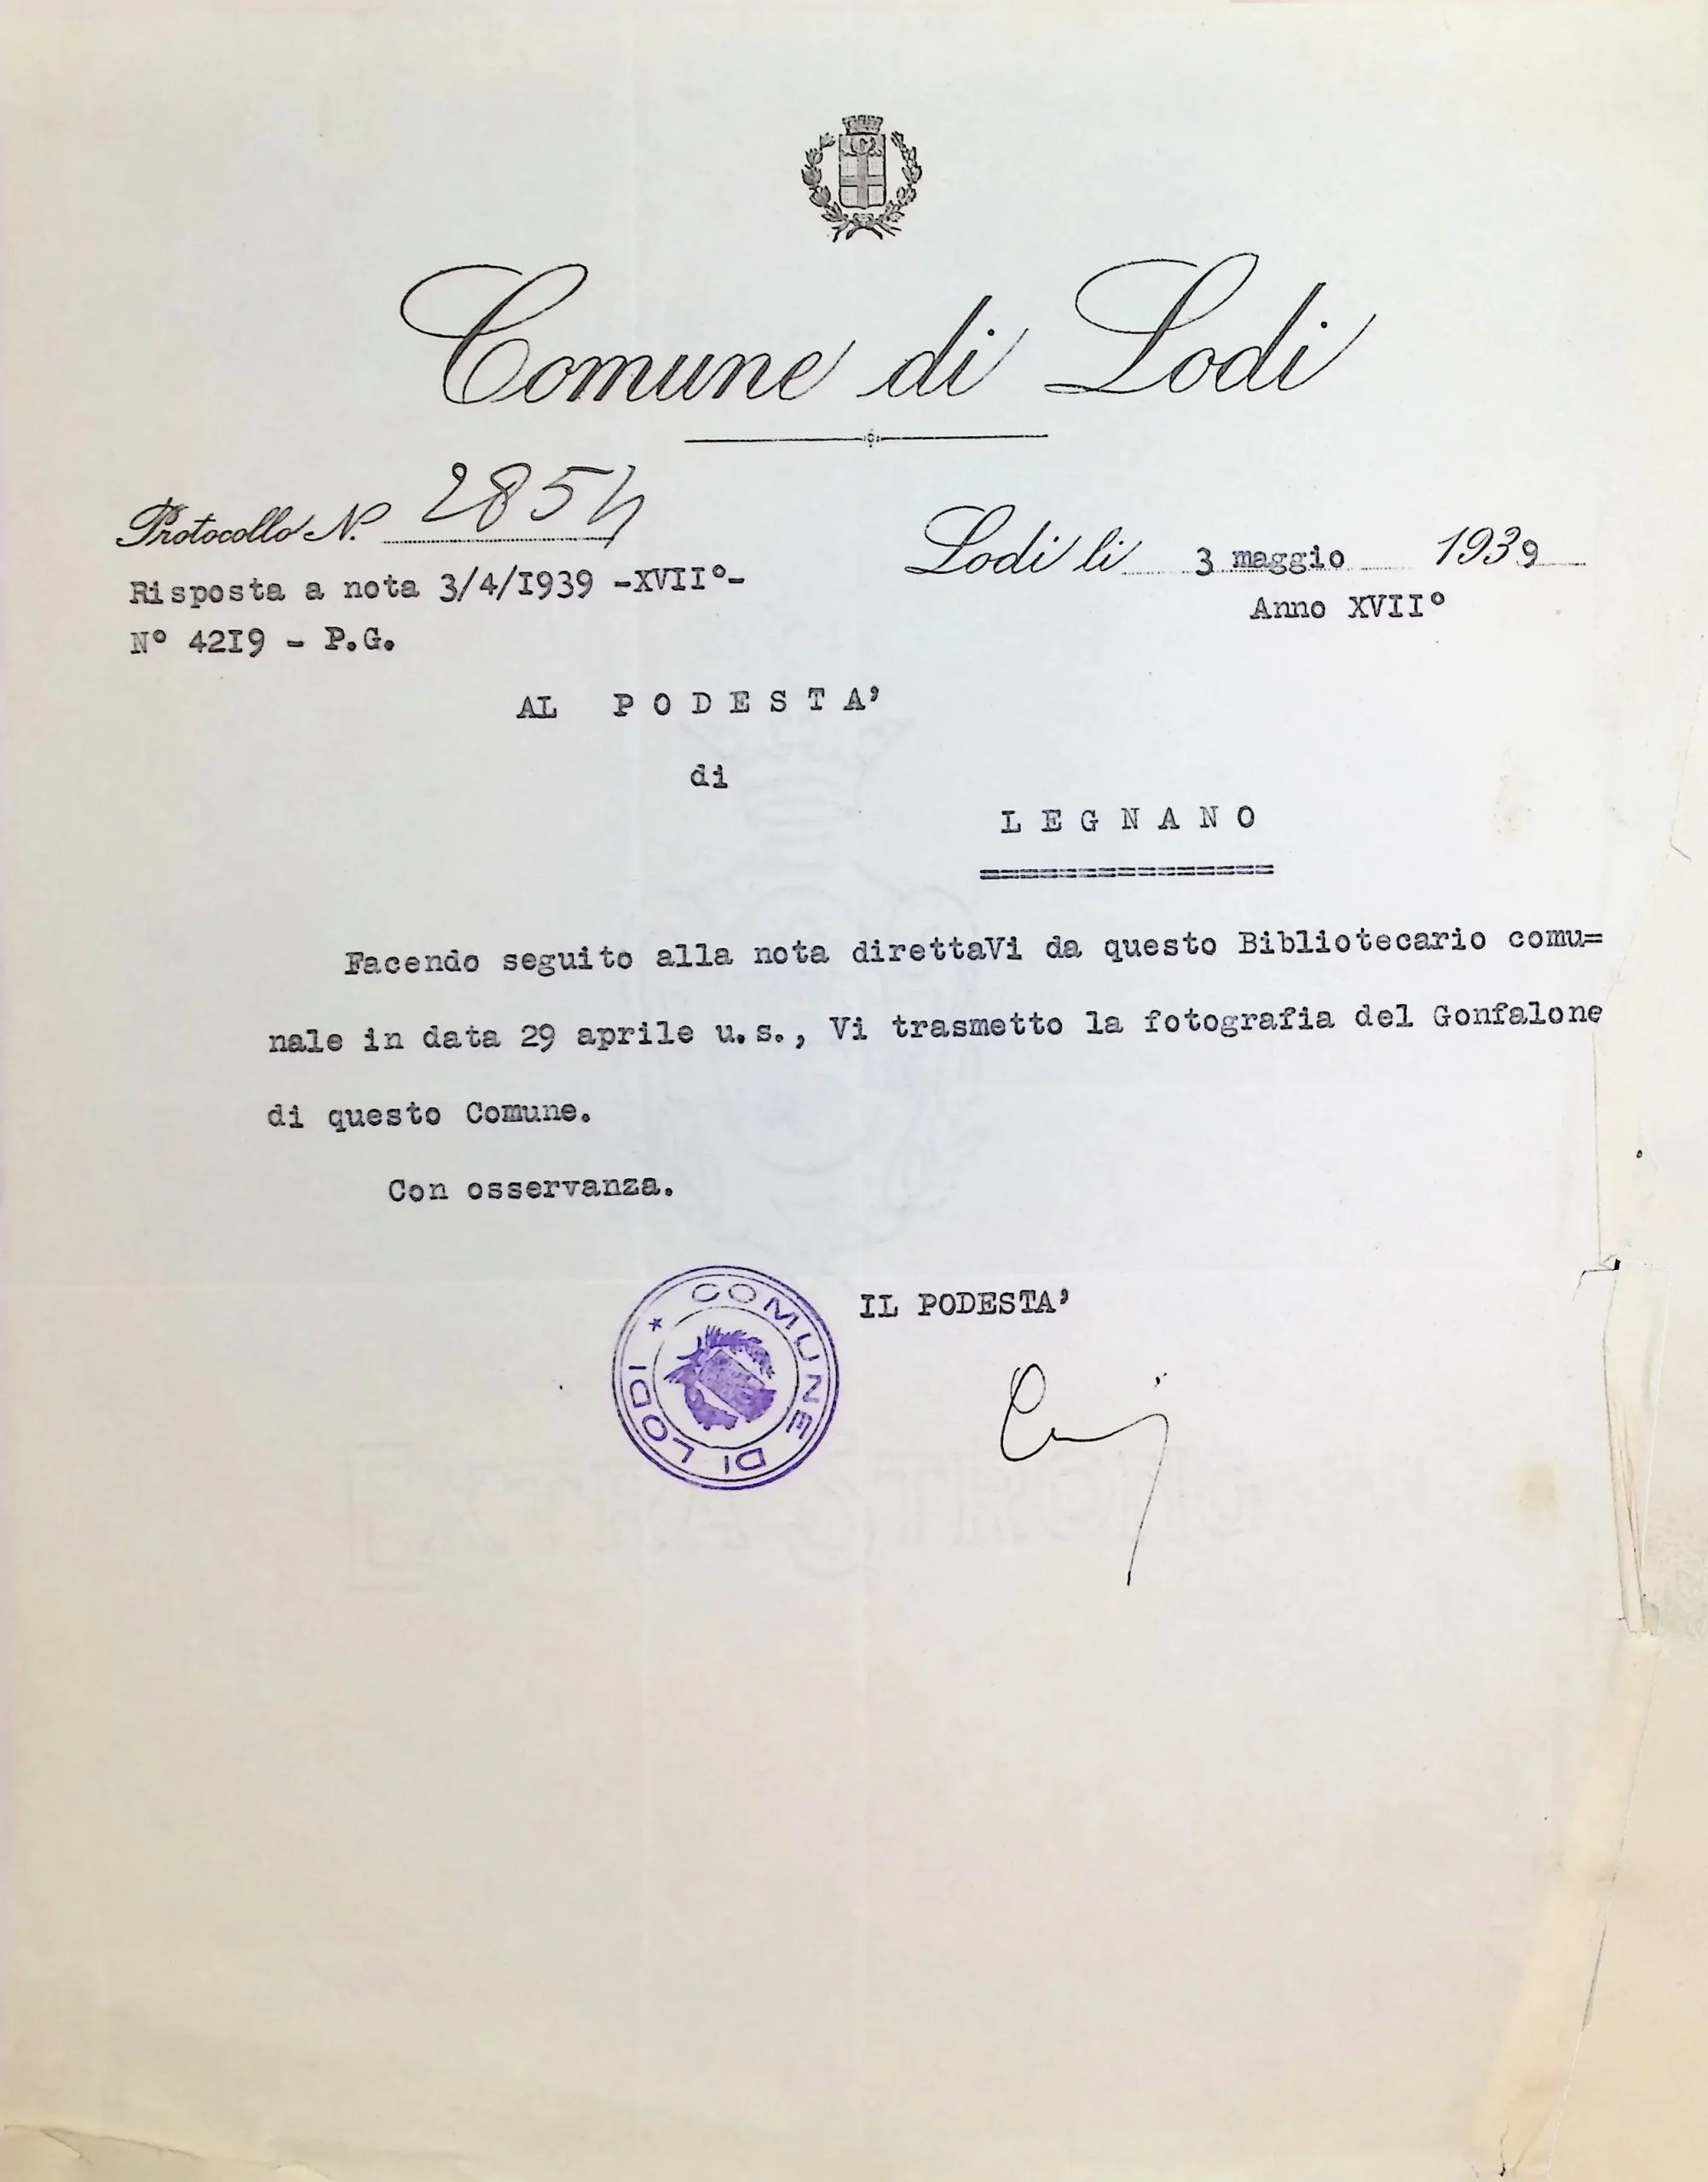 Comune di Lodi
Protocollo N. 2854
Lodi li 3 maggio 1939
Risposta a nota 3/4/I939 -XVII°-
Anno XVII°
N° 42I9 - P.G.
AL PODESTA'
di
LEGNANO
================
Facendo seguito alla nota direttaVi da questo Bibliotecario comu=
nale in data 29 aprile u.s., Vi trasmetto la fotografia del Gonfalone
di questo Comune.
Con osservanza.
IL PODESTA'
COMUNE DI LODI *